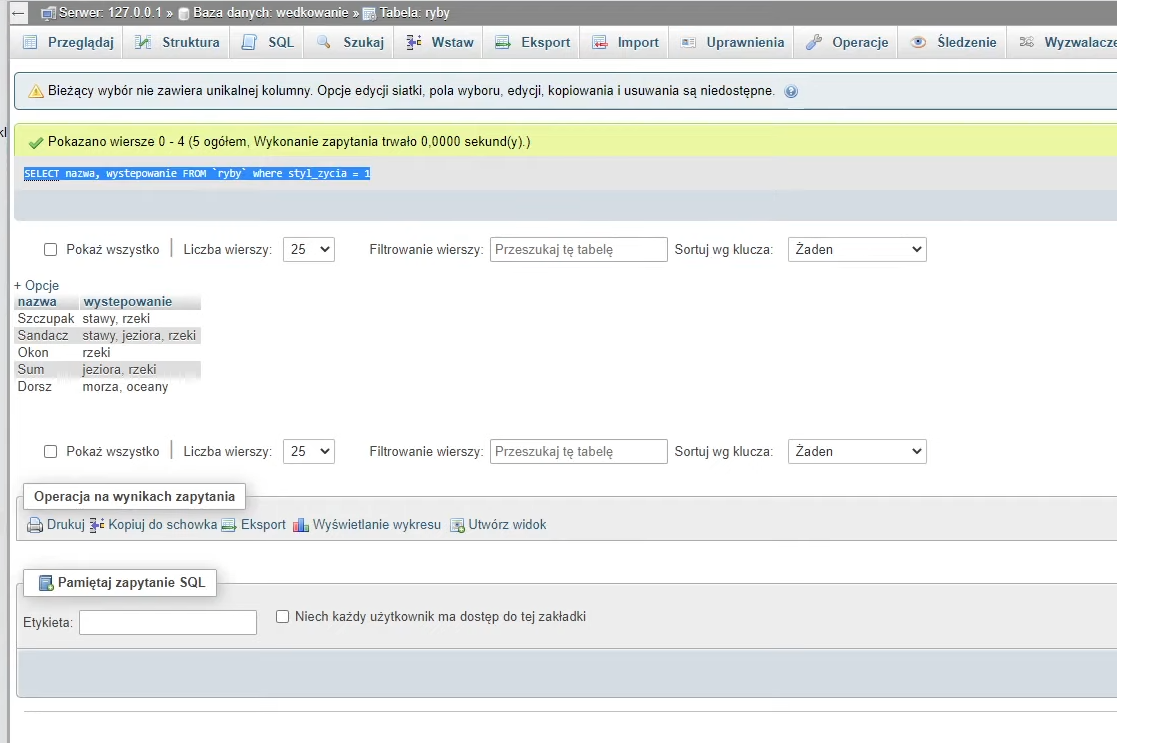 Serwer: 127.0.0.1 » Baza danych: wedkowanie » Tabela: ryby
Przeglądaj Struktura SQL Szukaj Wstaw Eksport Import Uprawnienia Operacje Śledzenie Wyzwalacze
Bieżący wybór nie zawiera unikalnej kolumny. Opcje edycji siatki, pola wyboru, edycji, kopiowania i usuwania są niedostępne.
kl
Pokazano wiersze 0 - 4 (5 ogółem, Wykonanie zapytania trwało 0,0000 sekund(y).)
SELECT nazwa, wystepowanie FROM `ryby` where styl_zycia = 1
Pokaż wszystko | Liczba wierszy: 25 Filtrowanie wierszy: Przeszukaj tę tabelę Sortuj wg klucza: Żaden
+ Opcje
nazwa wystepowanie
Szczupak stawy, rzeki
Sandacz stawy, jeziora, rzeki
Okon rzeki
Sum jeziora, rzeki
Dorsz morza, oceany
Pokaż wszystko | Liczba wierszy: 25 Filtrowanie wierszy: Przeszukaj tę tabelę Sortuj wg klucza: Żaden
Operacja na wynikach zapytania
Drukuj Kopiuj do schowka Eksport Wyświetlanie wykresu Utwórz widok
Pamiętaj zapytanie SQL
Etykieta: Niech każdy użytkownik ma dostęp do tej zakładki